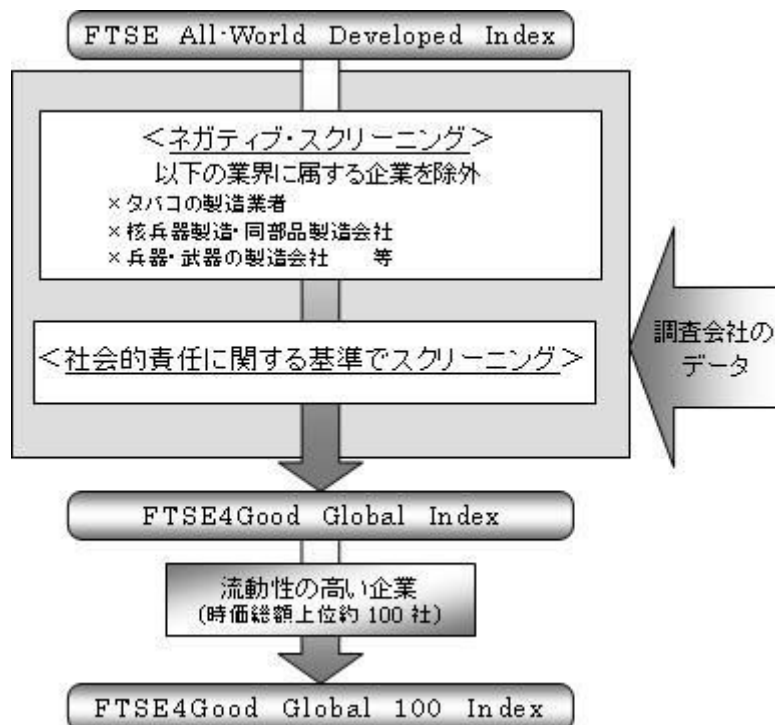 FTSE All-World Developed Index
＜ネガティブ・スクリーニング＞
以下の業界に属する企業を除外
×タバコの製造業者
×核兵器製造・同部品製造会社
×兵器・武器の製造会社　等
＜社会的責任に関する基準でスクリーニング＞
調査会社の
データ
FTSE4Good Global Index
流動性の高い企業
(時価総額上位約 100 社)
FTSE4Good Global 100 Index